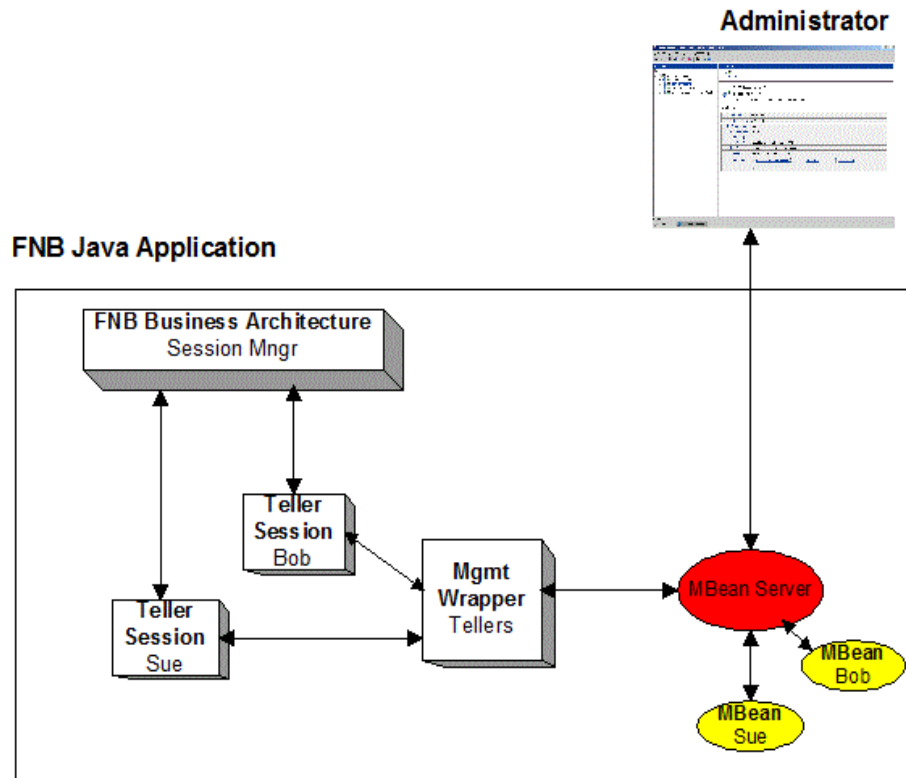 Administrator
FNB Java Application
FNB Business Architecture
Session Mngr
Teller
Session
Bob
Mgmt
Wrapper
Tellers
MBean Server
Teller
Session
Sue
MBean
Bob
MBean
Sue